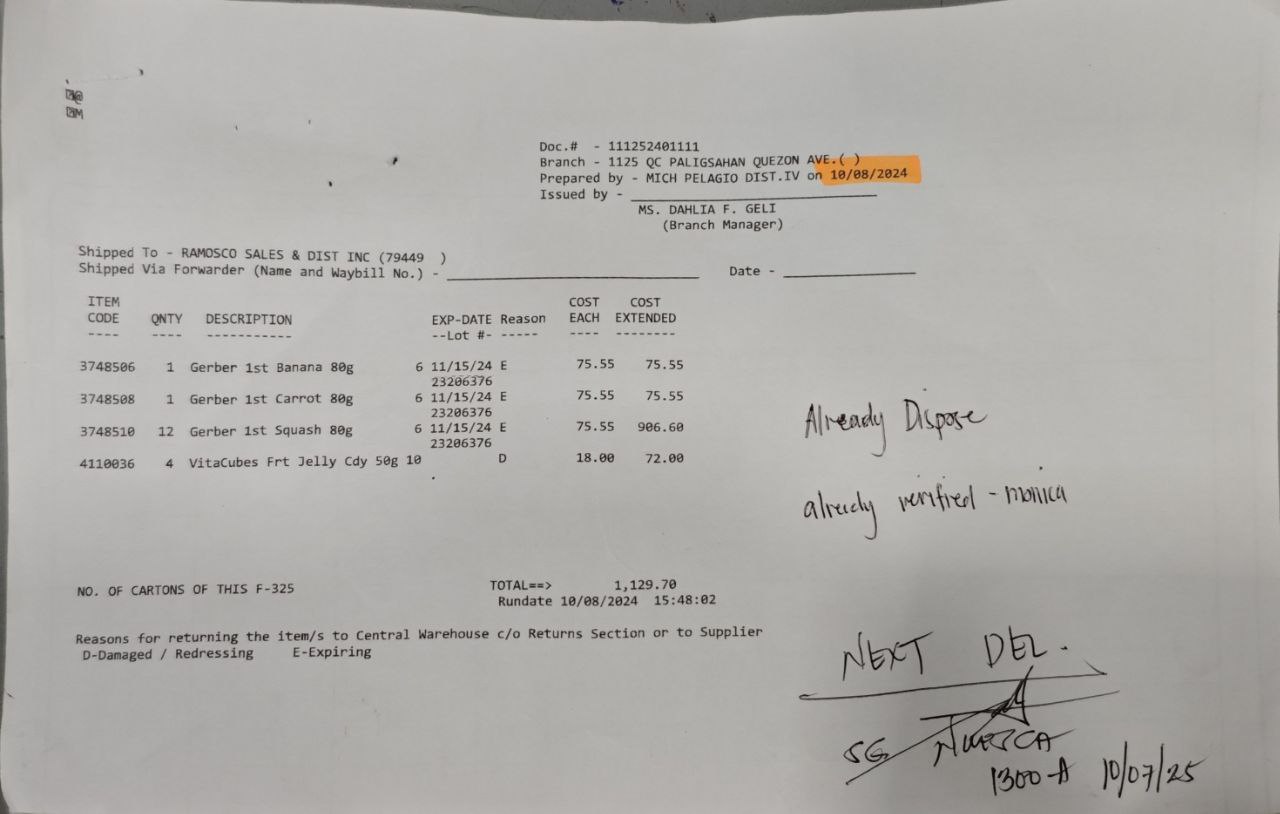 Doc.# - 111252401111
Branch - 1125 QC PALIGSAHAN QUEZON AVE.( )
Prepared by - MICH PELAGIO DIST.IV on 10/08/2024
Issued by -
MS. DAHLIA F. GELI
(Branch Manager)
Shipped To - RAMOSCO SALES & DIST INC (79449 )
Shipped Via Forwarder (Name and Waybill No.) - Date -
ITEM COST COST
CODE QNTY DESCRIPTION EXP-DATE Reason EACH EXTENDED
---- ---- ----------- --Lot #- ----- ---- --------
3748506 1 Gerber 1st Banana 80g 6 11/15/24 E 75.55 75.55
23206376
3748508 1 Gerber 1st Carrot 80g 6 11/15/24 E 75.55 75.55
23206376
3748510 12 Gerber 1st Squash 80g 6 11/15/24 E 75.55 906.60
23206376
4110036 4 VitaCubes Frt Jelly Cdy 50g 10 D 18.00 72.00
Already Dispose
already verified - monica
NO. OF CARTONS OF THIS F-325 TOTAL==> 1,129.70
Rundate 10/08/2024 15:48:02
Reasons for returning the item/s to Central Warehouse c/o Returns Section or to Supplier
D-Damaged / Redressing E-Expiring
NEXT DEL.
SG NUESCA
1300-A 10/07/25